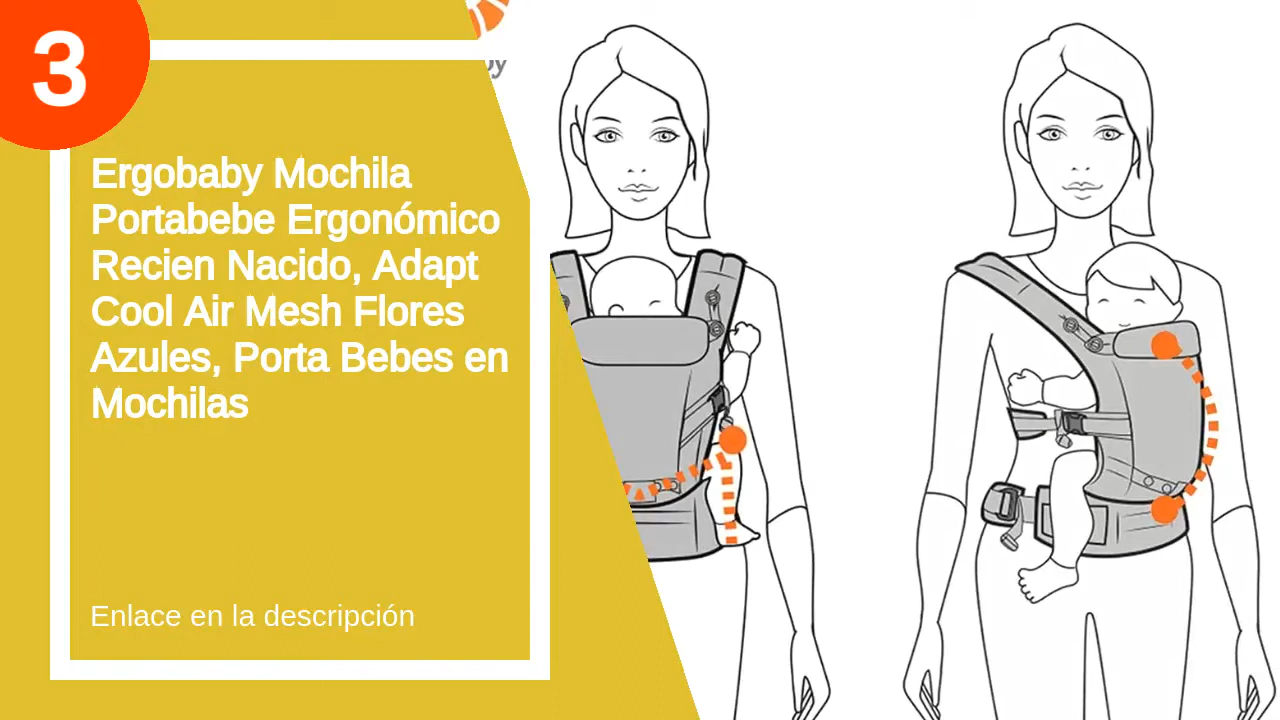 3
Ergobaby Mochila
Portabebe Ergonómico
Recien Nacido, Adapt
Cool Air Mesh Flores
Azules, Porta Bebes en
Mochilas
Enlace en la descripción